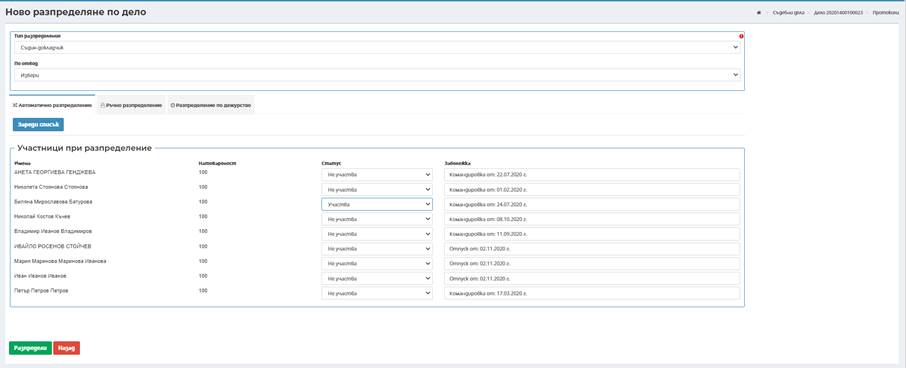 Ново разпределяне по дело
Съдебни дела
Дело 20201400100023
Протоколи
Тип разпределения
Съдия-докладчик
По отвод
Избери
Автоматично разпределение
Ръчно разпределение
Разпределение по дежурство
Зареди списък
Участници при разпределение
Имена Натовареност Статус Забележка
АНЕТА ГЕОРГИЕВА ГЕНДЖЕВА 100 Не участва Командировка от: 22.07.2020 г.
Николета Стоянова Стоянова 100 Не участва Командировка от: 01.02.2020 г.
Биляна Мирославова Батурова 100 Участва Командировка от: 24.07.2020 г.
Николай Костов Кънев 100 Не участва Командировка от: 08.10.2020 г.
Владимир Иванов Владимиров 100 Не участва Командировка от: 11.09.2020 г.
ИВАЙЛО РОСЕНОВ СТОЙЧЕВ 100 Не участва Отпуск от: 02.11.2020 г.
Мария Маринова Маринова Иванова 100 Не участва Отпуск от: 02.11.2020 г.
Иван Иванов Иванов 100 Не участва Отпуск от: 02.11.2020 г.
Петър Петров Петров 100 Не участва Командировка от: 17.03.2020 г.
Разпредели Назад